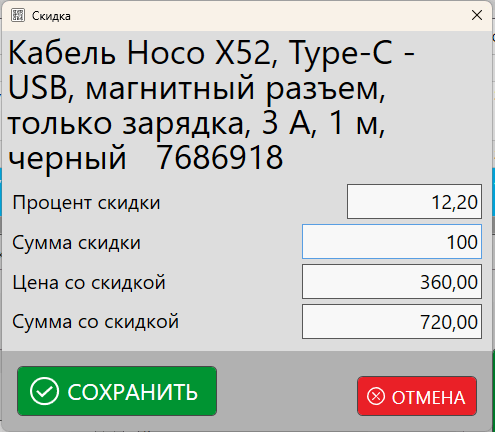 Скидка
Кабель Hoco X52, Type-C -
USB, магнитный разъем,
только зарядка, 3 А, 1 м,
черный 7686918
Процент скидки 12,20
Сумма скидки 100
Цена со скидкой 360,00
Сумма со скидкой 720,00
СОХРАНИТЬ ОТМЕНА